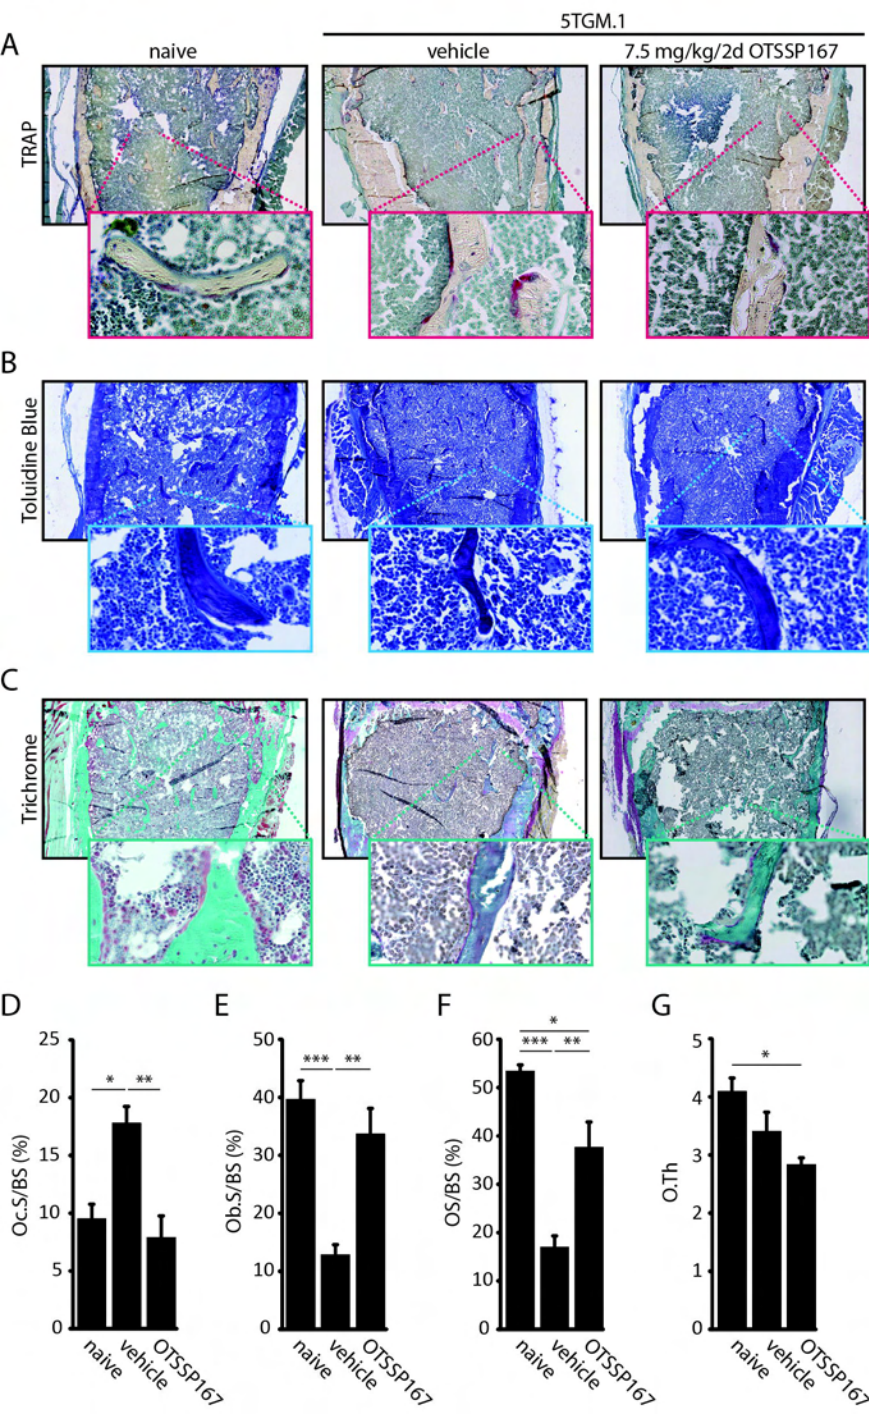 5TGM.1
A
naive
vehicle
7.5 mg/kg/2d OTSSP167
TRAP
B
Toluidine Blue
C
Trichrome
D
E
F
G
25
20
15
10
5
0
Oc.S/BS (%)
* **
naive
vehicle
OTSSP167
50
40
30
20
10
0
Ob.S/BS (%)
*** **
naive
vehicle
OTSSP167
60
50
40
30
20
10
0
OS/BS (%)
*
*** **
naive
vehicle
OTSSP167
5
4
3
2
1
0
O.Th
*
naive
vehicle
OTSSP167